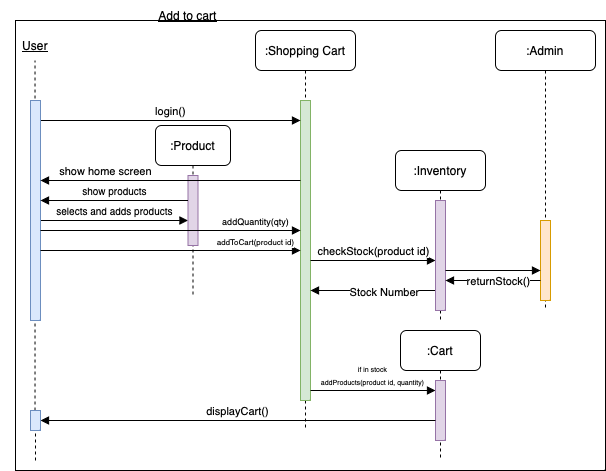 Add to cart
User
:Shopping Cart
:Admin
login()
:Product
show home screen
:Inventory
show products
selects and adds products
addQuantity(qty)
addToCart(product id)
checkStock(product id)
returnStock()
Stock Number
:Cart
if in stock
addProducts(product id, quantity)
displayCart()